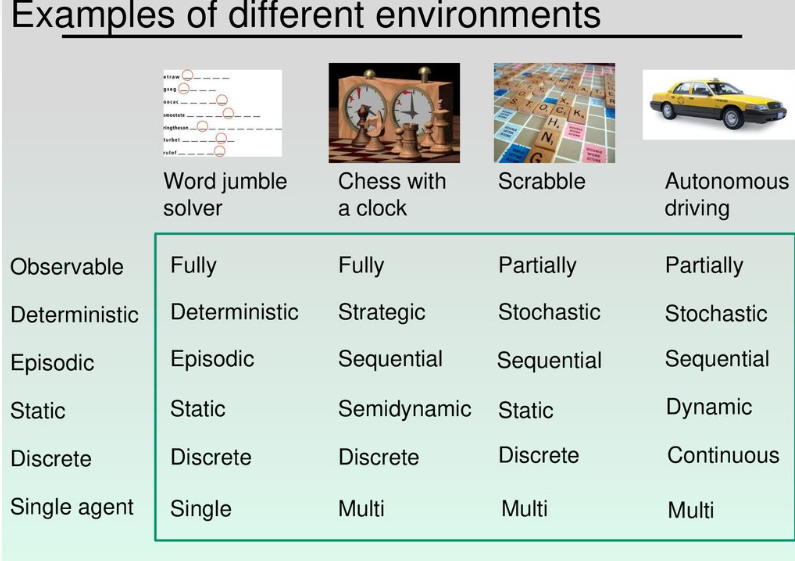 Examples of different environments
Word jumble solver
Chess with a clock
Scrabble
Autonomous driving
Observable Fully Fully Partially Partially
Deterministic Deterministic Strategic Stochastic Stochastic
Episodic Episodic Sequential Sequential Sequential
Static Static Semidynamic Static Dynamic
Discrete Discrete Discrete Discrete Continuous
Single agent Single Multi Multi Multi